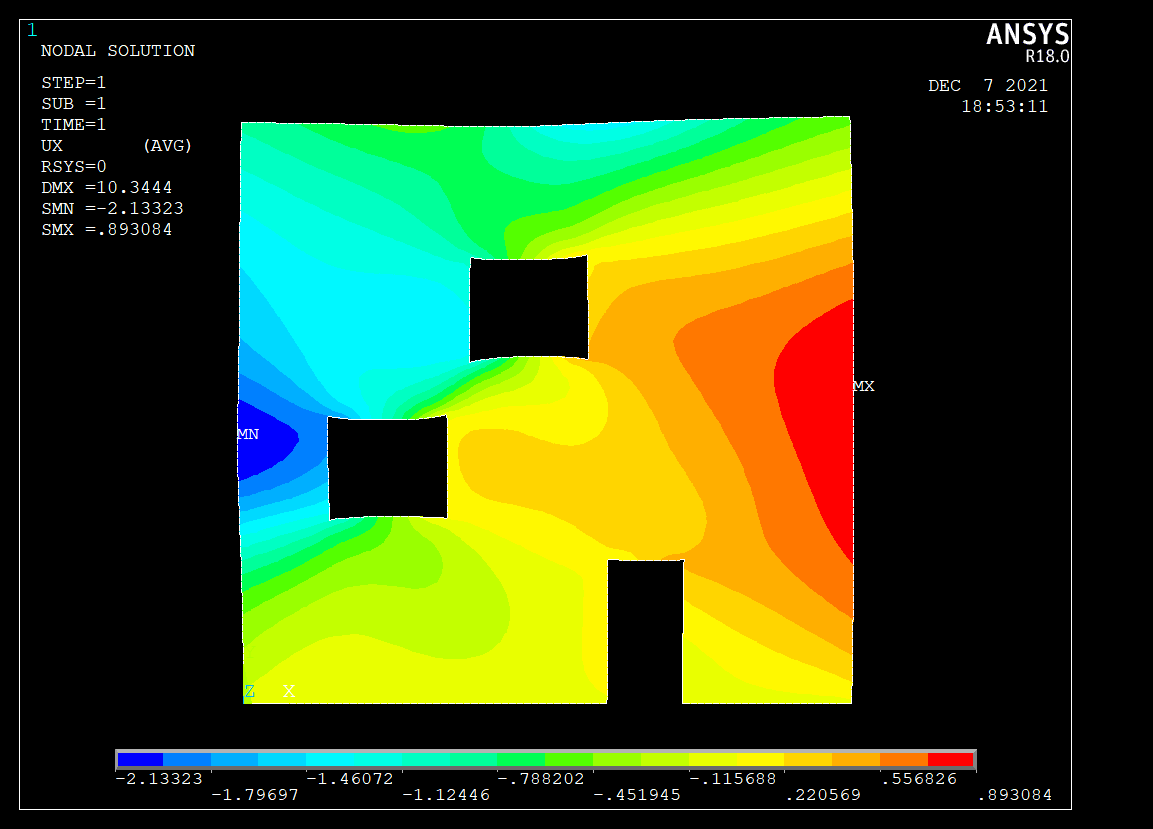 1
ANSYS
R18.0
NODAL SOLUTION
STEP=1
SUB =1
TIME=1
UX (AVG)
RSYS=0
DMX =10.3444
SMN =-2.13323
SMX =.893084
DEC 7 2021
18:53:11
MX
MN
Z X
-2.13323 -1.46072 -.788202 -.115688 .556826
-1.79697 -1.12446 -.451945 .220569 .893084